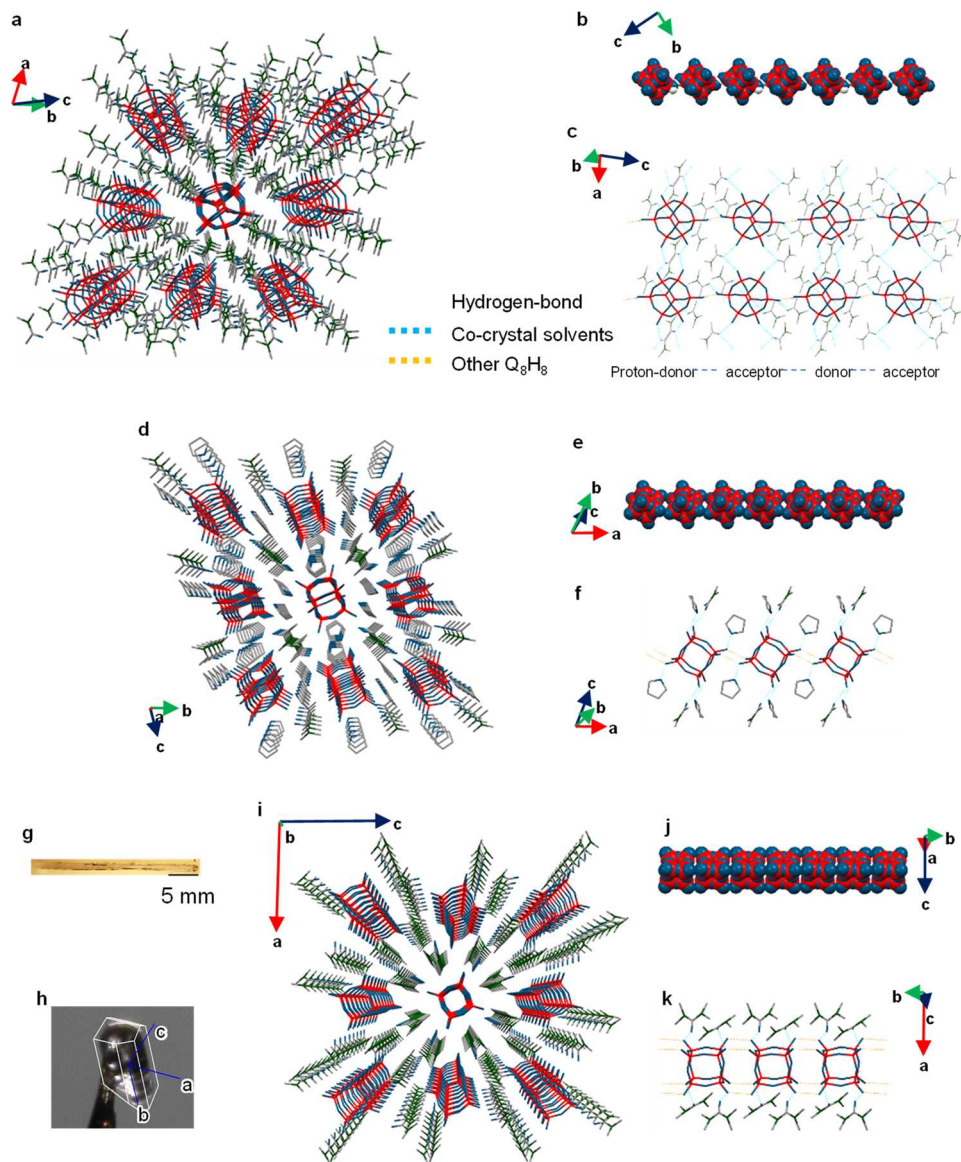 a
a
c
b
b
c
b
c
b
c
a
Hydrogen-bond
Co-crystal solvents
Other Q₈H₈
Proton-donor acceptor donor acceptor
d
a
b
c
e
b
c
a
f
c
b
a
g
5 mm
h
c
a
b
i
b
c
a
j
b
a
c
k
b
c
a